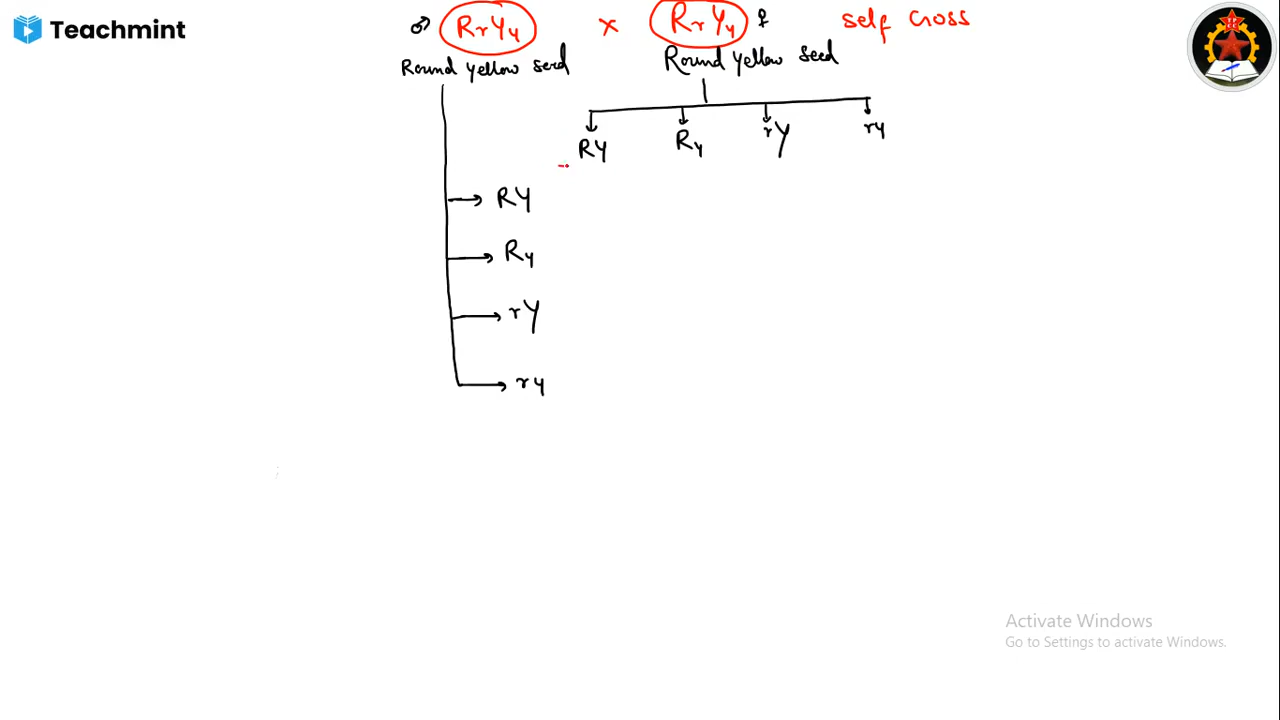 Teachmint
♂ RrYy × RrYy ♀ self cross
Round yellow seed Round yellow seed
RY Ry rY ry
RY
Ry
rY
ry
Activate Windows
Go to Settings to activate Windows.